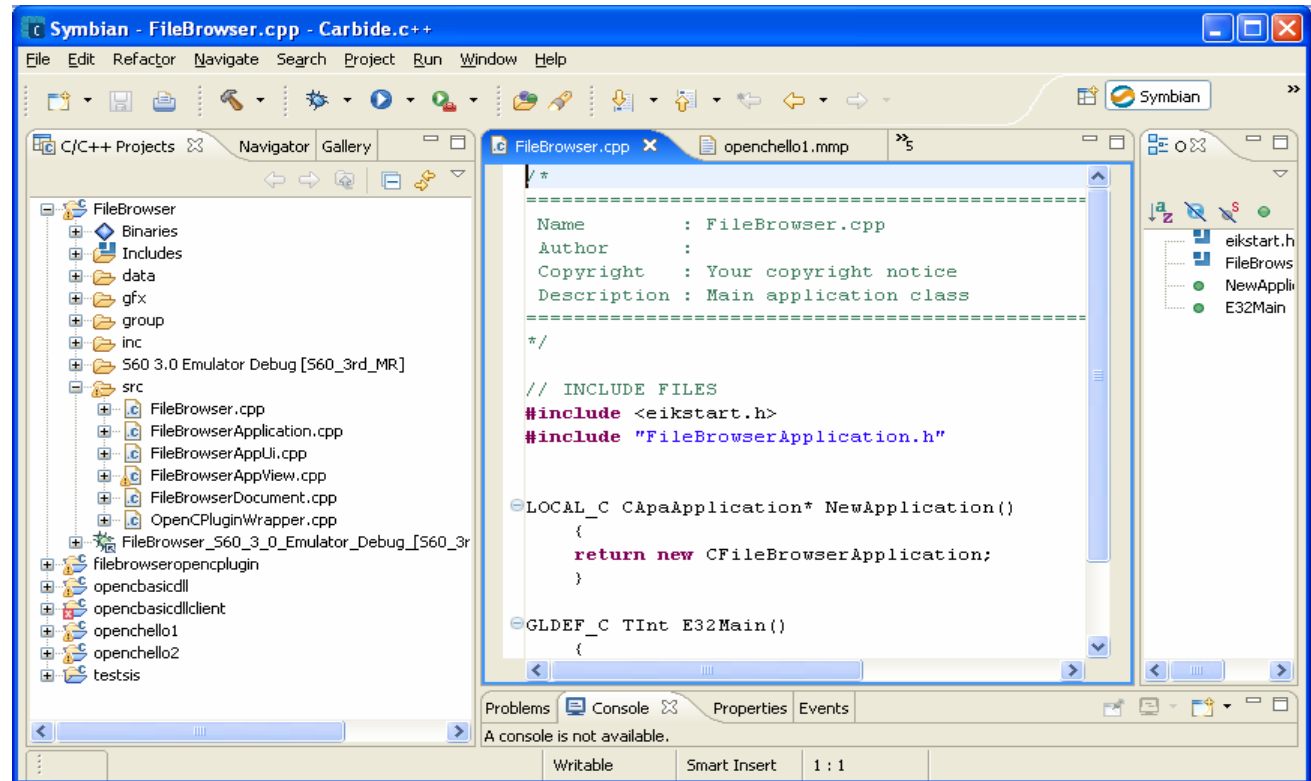 Symbian - FileBrowser.cpp - Carbide.c++
File Edit Refactor Navigate Search Project Run Window Help
Symbian
C/C++ Projects Navigator Gallery
FileBrowser
Binaries
Includes
data
gfx
group
inc
S60 3.0 Emulator Debug [S60_3rd_MR]
src
FileBrowser.cpp
FileBrowserApplication.cpp
FileBrowserAppUi.cpp
FileBrowserAppView.cpp
FileBrowserDocument.cpp
OpenCPluginWrapper.cpp
FileBrowser_S60_3_0_Emulator_Debug_[S60_3r
filebrowseropencplugin
opencbasicdll
opencbasicdllclient
openchello1
openchello2
testsis
FileBrowser.cpp openchello1.mmp »5
/*
============================================
Name : FileBrowser.cpp
Author :
Copyright : Your copyright notice
Description : Main application class
============================================
*/
// INCLUDE FILES
#include <eikstart.h>
#include "FileBrowserApplication.h"
LOCAL_C CApaApplication* NewApplication()
{
return new CFileBrowserApplication;
}
GLDEF_C TInt E32Main()
{
O
eikstart.h
FileBrows
NewAppli
E32Main
Problems Console Properties Events
A console is not available.
Writable Smart Insert 1 : 1